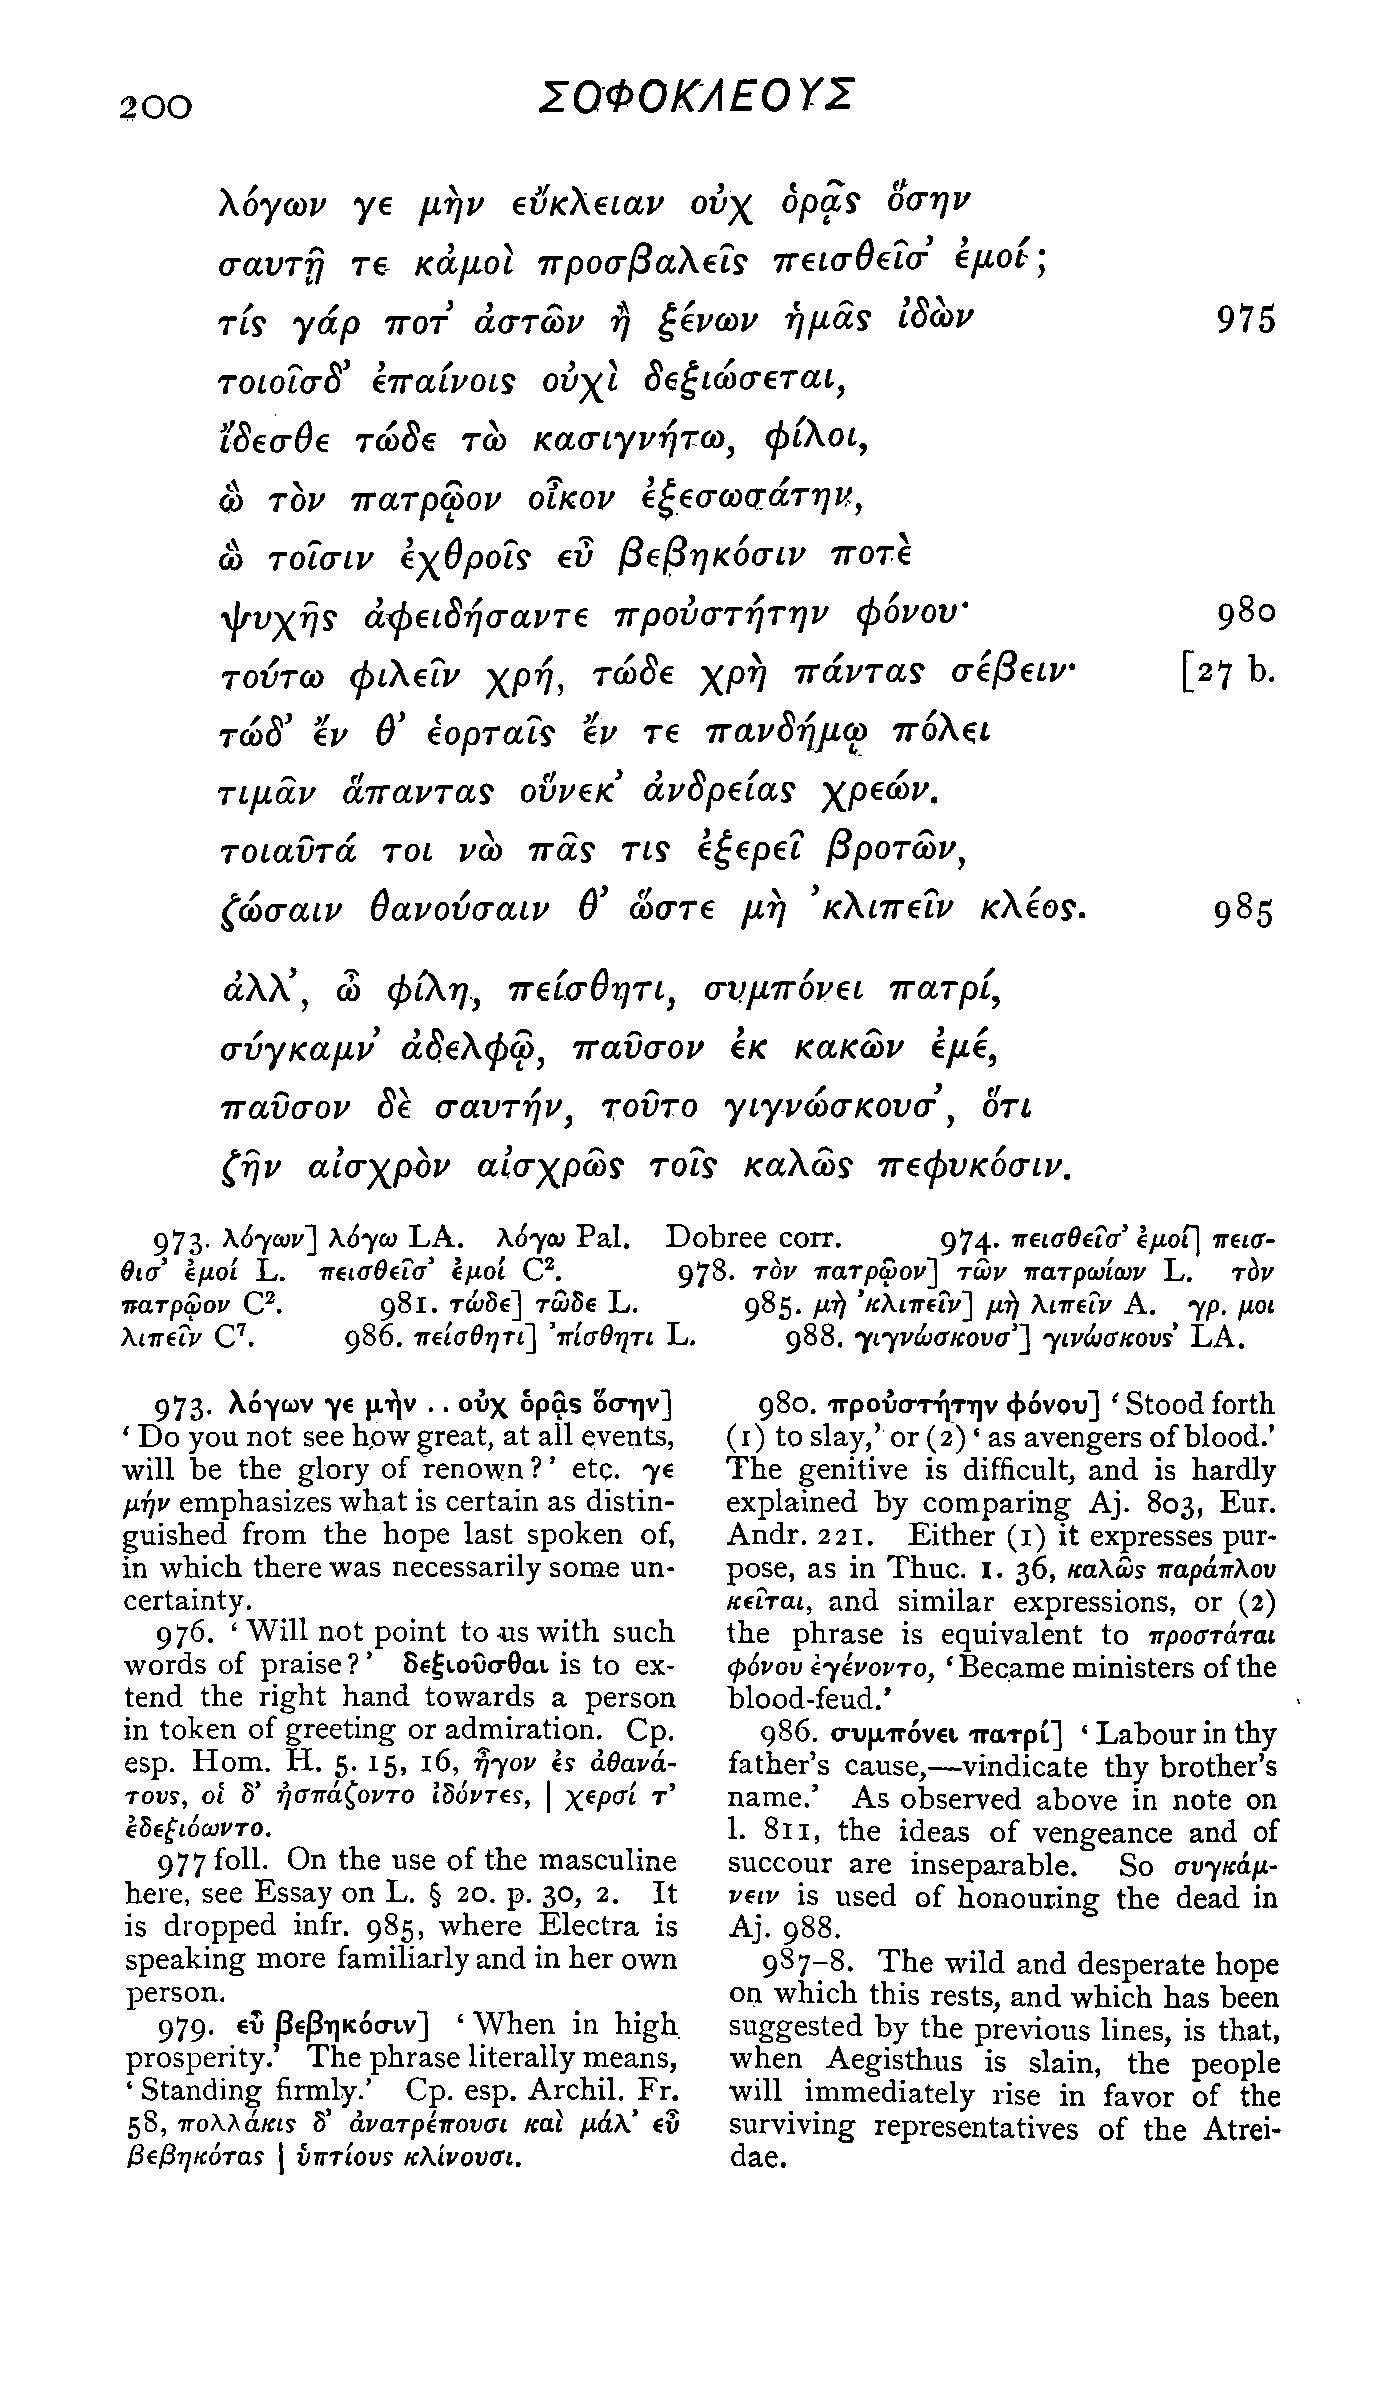 200
ΣΟΦΟΚΛΕΟΥΣ
λόγων γε μὴν εὔκλειαν οὐχ ὁρᾷς ὅσην
σαυτῇ τε κἀμοὶ προσβαλεῖς πεισθεῖσ’ ἐμοί;
τίς γάρ ποτ’ ἀστῶν ἢ ξένων ἡμᾶς ἰδὼν 975
τοιοῖσδ’ ἐπαίνοις οὐχὶ δεξιώσεται,
ἴδεσθε τώδε τὼ κασιγνήτω, φίλοι,
ὣ τὸν πατρῷον οἶκον ἐξεσωσάτην,
ὣ τοῖσιν ἐχθροῖς εὖ βεβηκόσιν ποτὲ
ψυχῆς ἀφειδήσαντε προὐστήτην φόνου· 980
τούτω φιλεῖν χρή, τώδε χρὴ πάντας σέβειν· [27 b.
τώδ’ ἔν θ’ ἑορταῖς ἔν τε πανδήμῳ πόλει
τιμᾶν ἅπαντας οὕνεκ’ ἀνδρείας χρεών.
τοιαῦτά τοι νὼ πᾶς τις ἐξερεῖ βροτῶν,
ζώσαιν θανούσαιν θ’ ὥστε μὴ ’κλιπεῖν κλέος. 985
ἀλλ’, ὦ φίλη, πείσθητι, συμπόνει πατρί,
σύγκαμν’ ἀδελφῷ, παῦσον ἐκ κακῶν ἐμέ,
παῦσον δὲ σαυτήν, τοῦτο γιγνώσκουσ’, ὅτι
ζῆν αἰσχρὸν αἰσχρῶς τοῖς καλῶς πεφυκόσιν.
973. λόγων] λόγω LA. λόγῳ Pal. Dobree corr. 974. πεισθεῖσ’ ἐμοί] πεισ-
θισ’ ἐμοί L. πεισθεῖσ’ ἐμοί C². 978. τὸν πατρῷον] τῶν πατρωίων L. τὸν
πατρῷον C². 981. τώδε] τῶδε L. 985. μὴ ’κλιπεῖν] μὴ λιπεῖν A. γρ. μοι
λιπεῖν C⁷. 986. πείσθητι] ’πίσθητι L. 988. γιγνώσκουσ’] γινώσκουσ’ LA.
973. λόγων γε μὴν . . οὐχ ὁρᾷς ὅσην]
‘Do you not see how great, at all events,
will be the glory of renown?’ etc. γε
μήν emphasizes what is certain as distin-
guished from the hope last spoken of,
in which there was necessarily some un-
certainty.
976. ‘Will not point to us with such
words of praise?’ δεξιοῦσθαι is to ex-
tend the right hand towards a person
in token of greeting or admiration. Cp.
esp. Hom. H. 5. 15, 16, ἦγον ἐς ἀθανά-
τους, οἱ δ’ ἠσπάζοντο ἰδόντες, | χερσί τ’
ἐδεξιόωντο.
977 foll. On the use of the masculine
here, see Essay on L. § 20. p. 30, 2. It
is dropped infr. 985, where Electra is
speaking more familiarly and in her own
person.
979. εὖ βεβηκόσιν] ‘When in high
prosperity.’ The phrase literally means,
‘Standing firmly.’ Cp. esp. Archil. Fr.
58, πολλάκις δ’ ἀνατρέπουσι καὶ μάλ’ εὖ
βεβηκότας | ὑπτίους κλίνουσι.
980. προὐστήτην φόνου] ‘Stood forth
(1) to slay,’ or (2) ‘as avengers of blood.’
The genitive is difficult, and is hardly
explained by comparing Aj. 803, Eur.
Andr. 221. Either (1) it expresses pur-
pose, as in Thuc. 1. 36, καλῶς παράπλου
κεῖται, and similar expressions, or (2)
the phrase is equivalent to προστάται
φόνου ἐγένοντο, ‘Became ministers of the
blood-feud.’
986. συμπόνει πατρί] ‘Labour in thy
father’s cause,—vindicate thy brother’s
name.’ As observed above in note on
l. 811, the ideas of vengeance and of
succour are inseparable. So συγκάμ-
νειν is used of honouring the dead in
Aj. 988.
987–8. The wild and desperate hope
on which this rests, and which has been
suggested by the previous lines, is that,
when Aegisthus is slain, the people
will immediately rise in favor of the
surviving representatives of the Atrei-
dae.